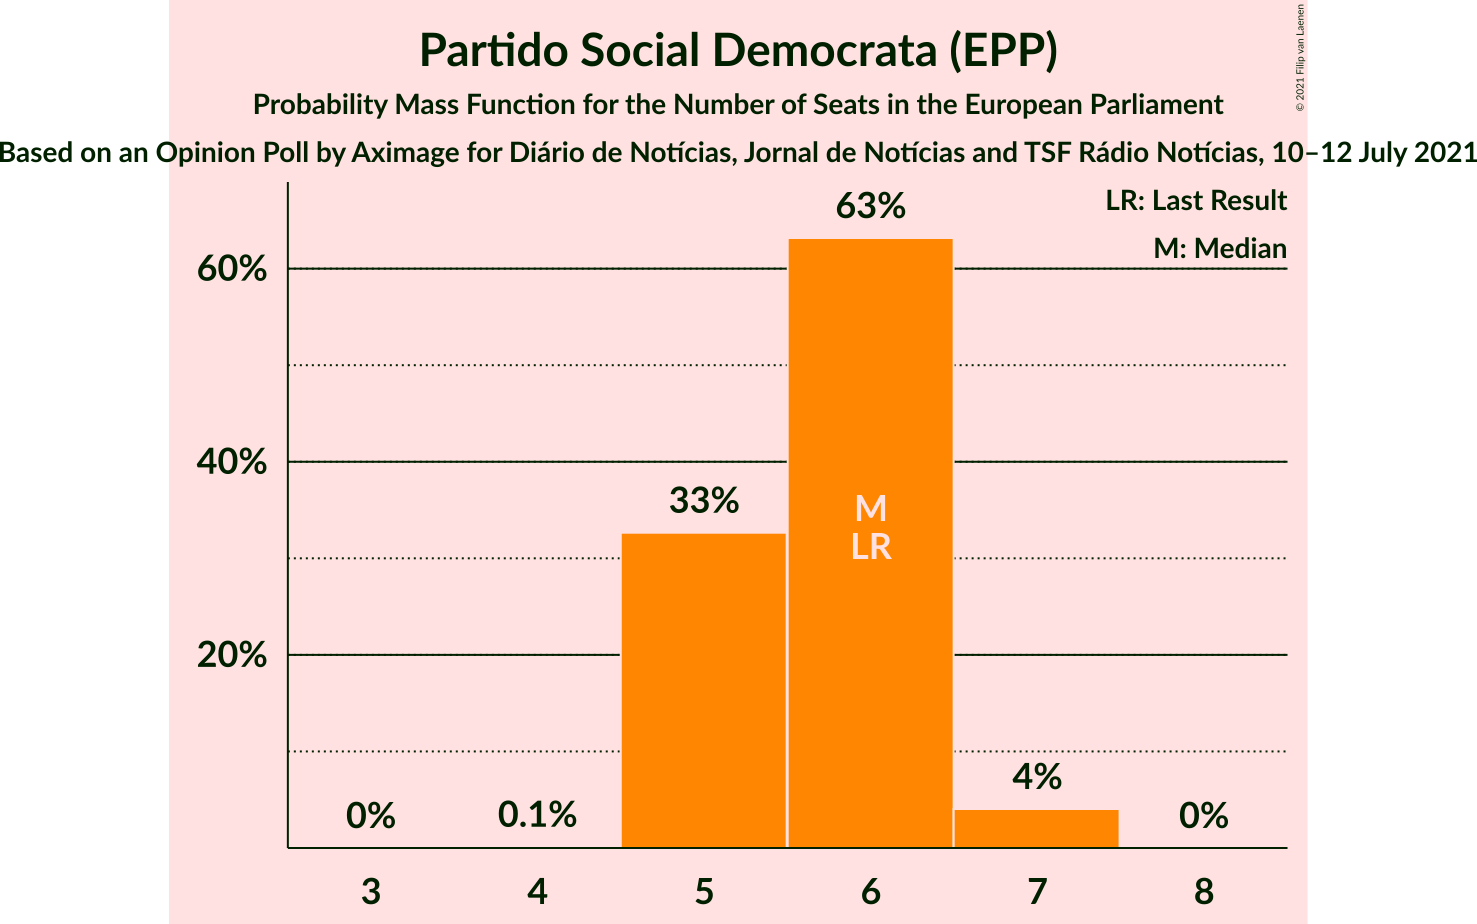 Partido Social Democrata (EPP)
Probability Mass Function for the Number of Seats in the European Parliament
Based on an Opinion Poll by Aximage for Diário de Notícias, Jornal de Notícias and TSF Rádio Notícias, 10–12 July 2021
© 2021 Filip van Laenen
LR: Last Result
M: Median
63%
60%
40%
33%
M
LR
20%
4%
0%
0.1%
0%
3 4 5 6 7 8